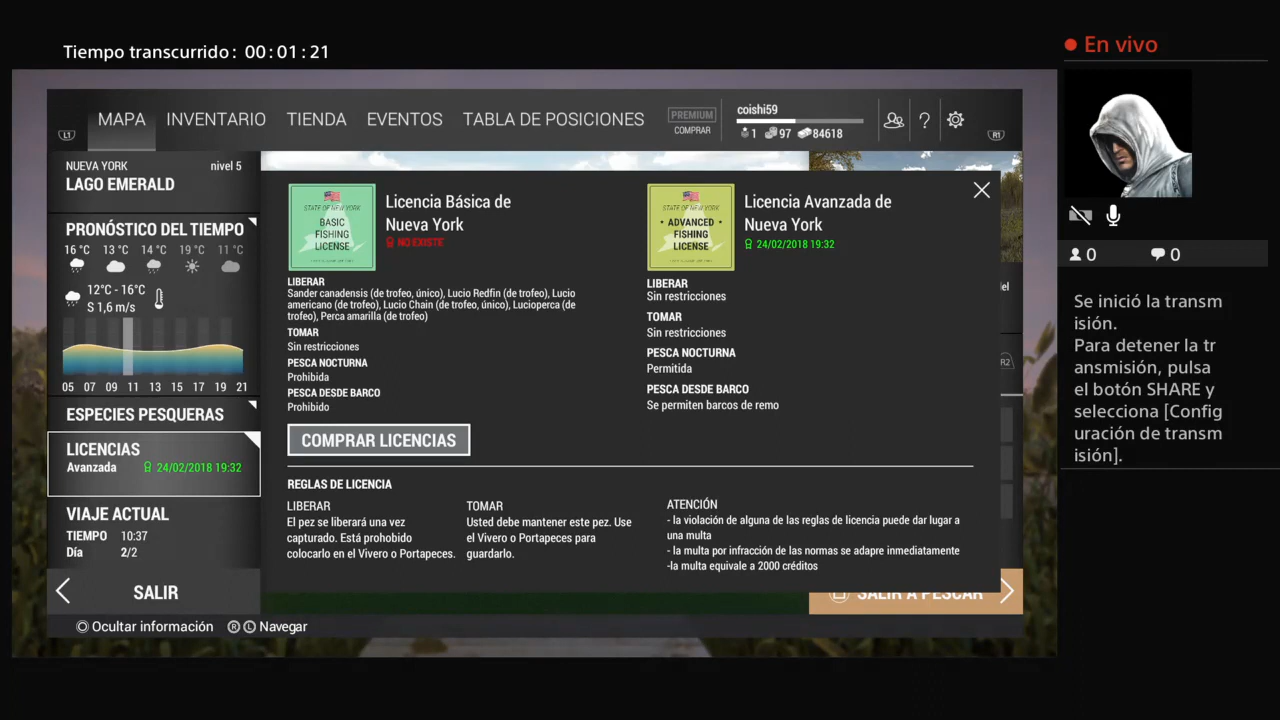 Tiempo transcurrido: 00:01:21
En vivo
MAPA INVENTARIO TIENDA EVENTOS TABLA DE POSICIONES
PREMIUM
COMPRAR
coishi59
1 97 84618
L1
R1
?
NUEVA YORK nivel 5
LAGO EMERALD
PRONÓSTICO DEL TIEMPO
16 °C 13 °C 14 °C 19 °C 11 °C
12°C - 16°C
S 1,6 m/s
05 07 09 11 13 15 17 19 21
ESPECIES PESQUERAS
LICENCIAS
Avanzada 24/02/2018 19:32
VIAJE ACTUAL
TIEMPO 10:37
Día 2/2
SALIR
Ocultar información R L Navegar
STATE OF NEW YORK
BASIC
FISHING
LICENSE
Licencia Básica de
Nueva York
NO EXISTE
LIBERAR
Sander canadensis (de trofeo, único), Lucio Redfin (de trofeo), Lucio
americano (de trofeo), Lucio Chain (de trofeo, único), Lucioperca (de
trofeo), Perca amarilla (de trofeo)
TOMAR
Sin restricciones
PESCA NOCTURNA
Prohibida
PESCA DESDE BARCO
Prohibido
STATE OF NEW YORK
• ADVANCED •
FISHING
LICENSE
Licencia Avanzada de
Nueva York
24/02/2018 19:32
LIBERAR
Sin restricciones
TOMAR
Sin restricciones
PESCA NOCTURNA
Permitida
PESCA DESDE BARCO
Se permiten barcos de remo
COMPRAR LICENCIAS
REGLAS DE LICENCIA
LIBERAR
El pez se liberará una vez
capturado. Está prohibido
colocarlo en el Vivero o Portapeces.
TOMAR
Usted debe mantener este pez. Use
el Vivero o Portapeces para
guardarlo.
ATENCIÓN
- la violación de alguna de las reglas de licencia puede dar lugar a
una multa
- la multa por infracción de las normas se adapre inmediatamente
-la multa equivale a 2000 créditos
el
R2
SALIR A PESCAR
0 0
Se inició la transm
isión.
Para detener la tr
ansmisión, pulsa
el botón SHARE y
selecciona [Config
uración de transm
isión].